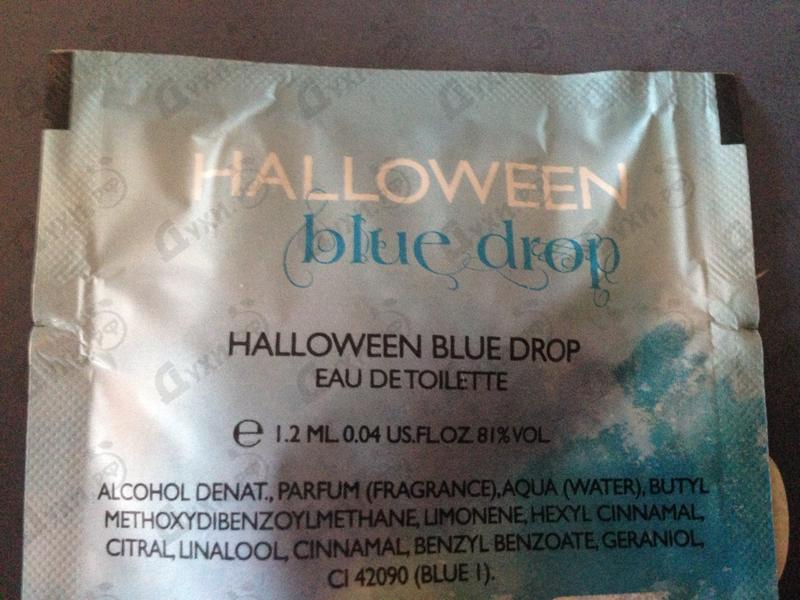 HALLOWEEN
blue drop
HALLOWEEN BLUE DROP
EAU DE TOILETTE
℮ 1.2 ML. 0.04 US.FL.OZ. 81% VOL.
ALCOHOL DENAT., PARFUM (FRAGRANCE), AQUA (WATER), BUTYL
METHOXYDIBENZOYLMETHANE, LIMONENE, HEXYL CINNAMAL,
CITRAL, LINALOOL, CINNAMAL, BENZYL BENZOATE, GERANIOL,
CI 42090 (BLUE 1).
Духи.рф